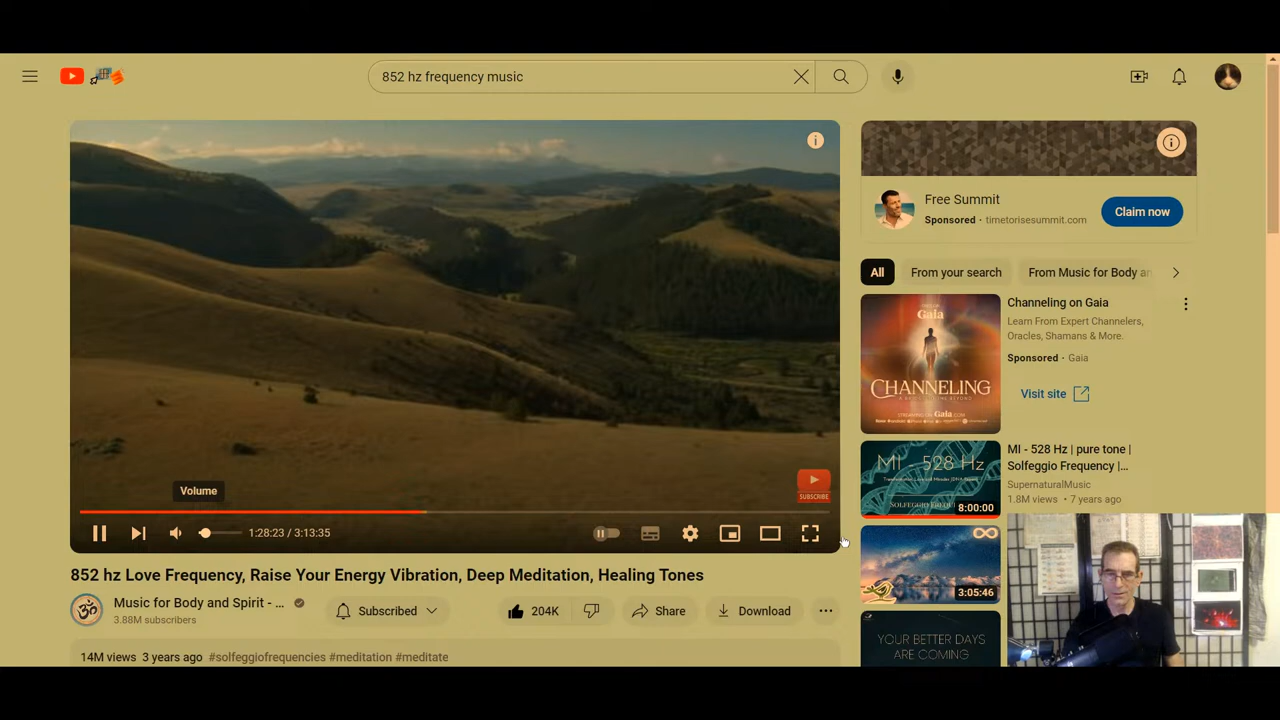 852 hz frequency music
Free Summit
Sponsored · timetorisesummit.com
Claim now
All
From your search
From Music for Body an
Gaia
CHANNELING
Channeling on Gaia
Learn From Expert Channelers,
Oracles, Shamans & More.
Sponsored · Gaia
Visit site
MI - 528 Hz
8:00:00
MI - 528 Hz | pure tone |
Solfeggio Frequency |...
SupernaturalMusic
1.8M views · 7 years ago
3:05:46
YOUR BETTER DAYS
ARE COMING
SUBSCRIBE
Volume
1:28:23 / 3:13:35
852 hz Love Frequency, Raise Your Energy Vibration, Deep Meditation, Healing Tones
Music for Body and Spirit - ...
3.88M subscribers
Subscribed
204K
Share
Download
14M views 3 years ago #solfeggiofrequencies #meditation #meditate